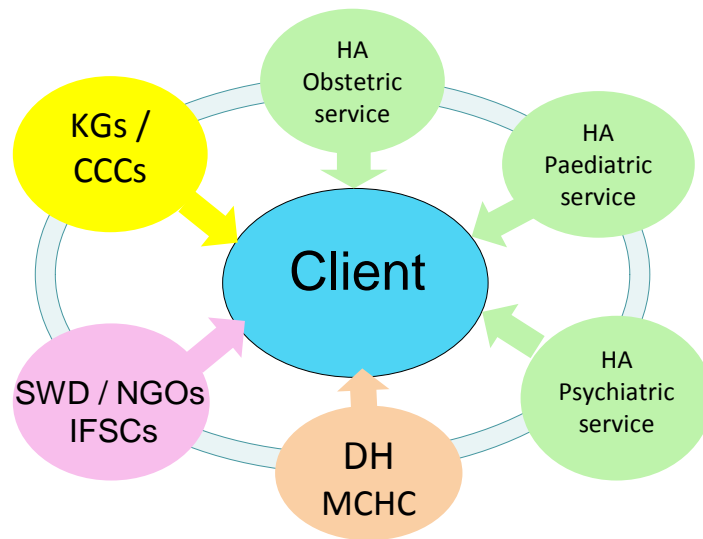 HA
Obstetric
service
KGs /
CCCs
HA
Paediatric
service
Client
SWD / NGOs
IFSCs
HA
Psychiatric
service
DH
MCHC